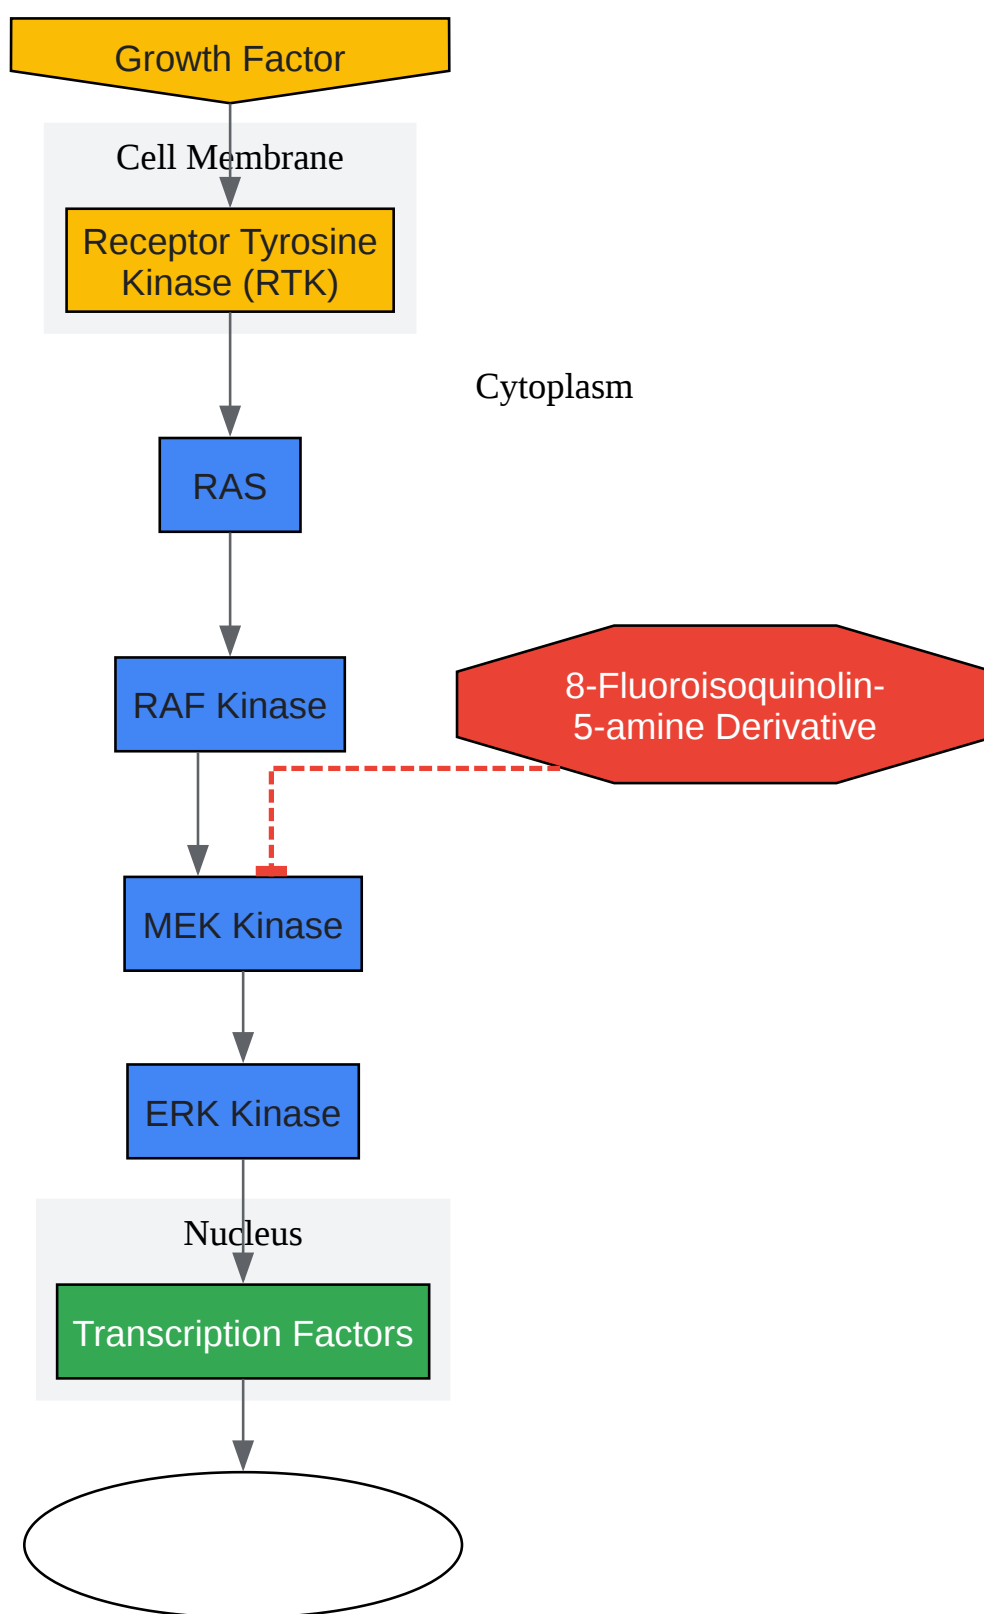 Growth Factor
Cell Membrane
Receptor Tyrosine
Kinase (RTK)
Cytoplasm
RAS
RAF Kinase
8-Fluoroisoquinolin-
5-amine Derivative
MEK Kinase
ERK Kinase
Nucleus
Transcription Factors